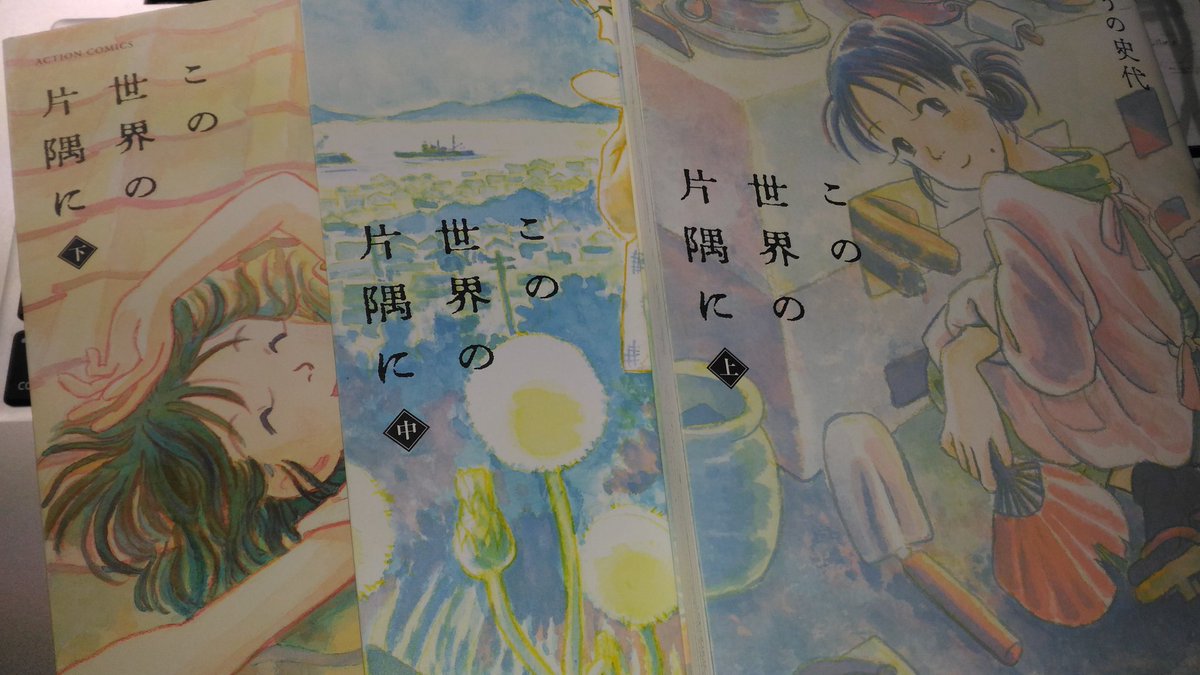 ACTION COMICS
この
世界の
片隅に
下
この
世界の
片隅に
中
の史代
この
世界の
片隅に
上